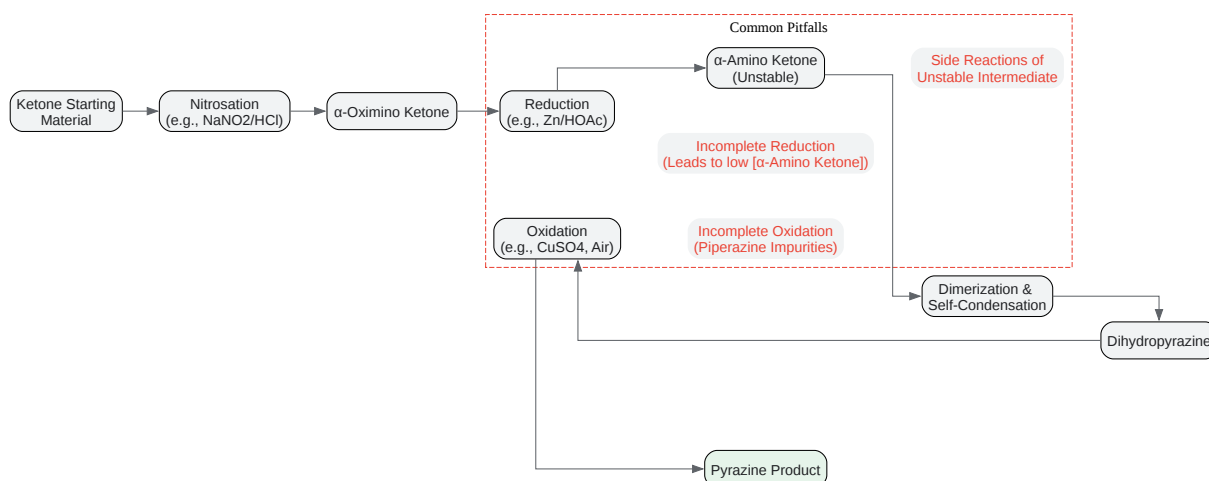 Common Pitfalls
Ketone Starting
Material
Nitrosation
(e.g., NaNO2/HCl)
α-Oximino Ketone
Reduction
(e.g., Zn/HOAc)
α-Amino Ketone
(Unstable)
Side Reactions of
Unstable Intermediate
Incomplete Reduction
(Leads to low [α-Amino Ketone])
Oxidation
(e.g., CuSO4, Air)
Incomplete Oxidation
(Piperazine Impurities)
Dimerization &
Self-Condensation
Dihydropyrazine
Pyrazine Product